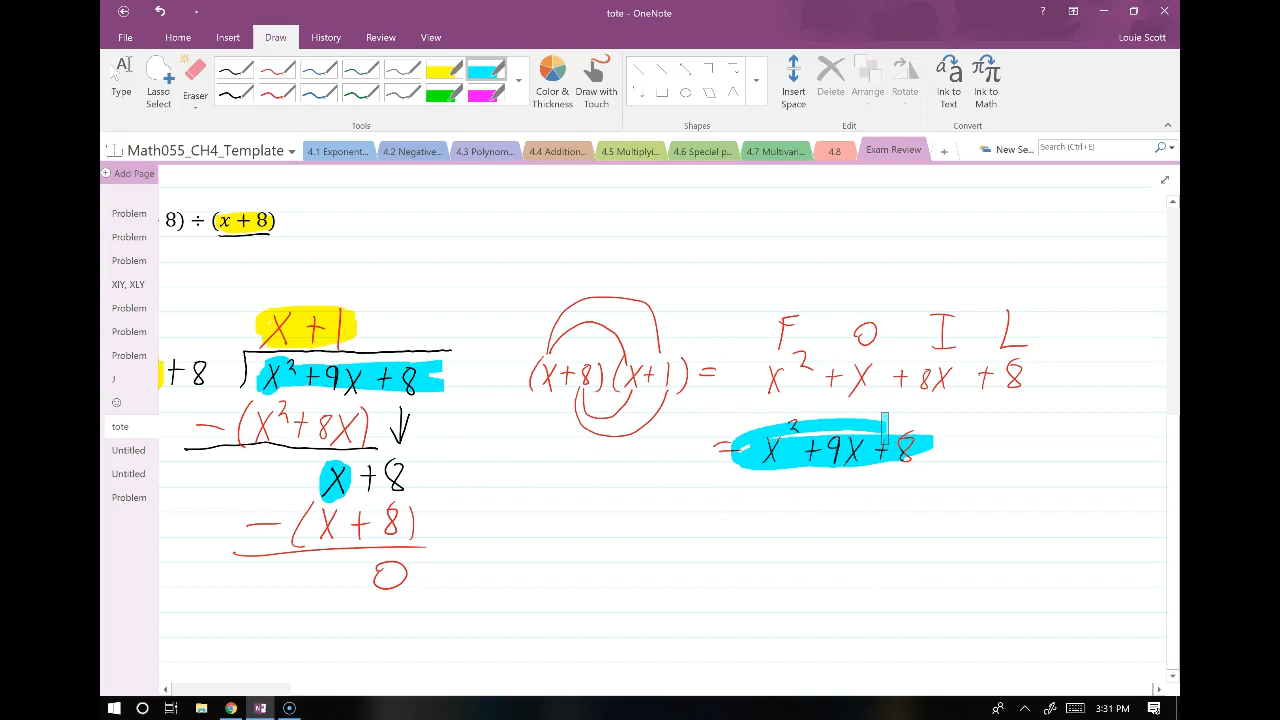 tote - OneNote
File Home Insert Draw History Review View Louie Scott
Type Lasso Select Eraser Color & Thickness Draw with Touch Insert Space Delete Arrange Rotate Ink to Text Ink to Math
Tools Shapes Edit Convert
Math055_CH4_Template 4.1 Exponent... 4.2 Negative... 4.3 Polynom... 4.4 Addition... 4.5 Multiplyi... 4.6 Special p... 4.7 Multivari... 4.8 Exam Review + New Se... Search (Ctrl+E)
Add Page
Problem
Problem
Problem
XIY, XLY
Problem
Problem
Problem
J
tote
Untitled
Untitled
Problem
8) ÷ (x + 8)
x + 1
+ 8 ) x² + 9x + 8
- (x² + 8x)
x + 8
- (x + 8)
0
F O I L
(x+8)(x+1) = x² + x + 8x + 8
= x² + 9x + 8
3:31 PM